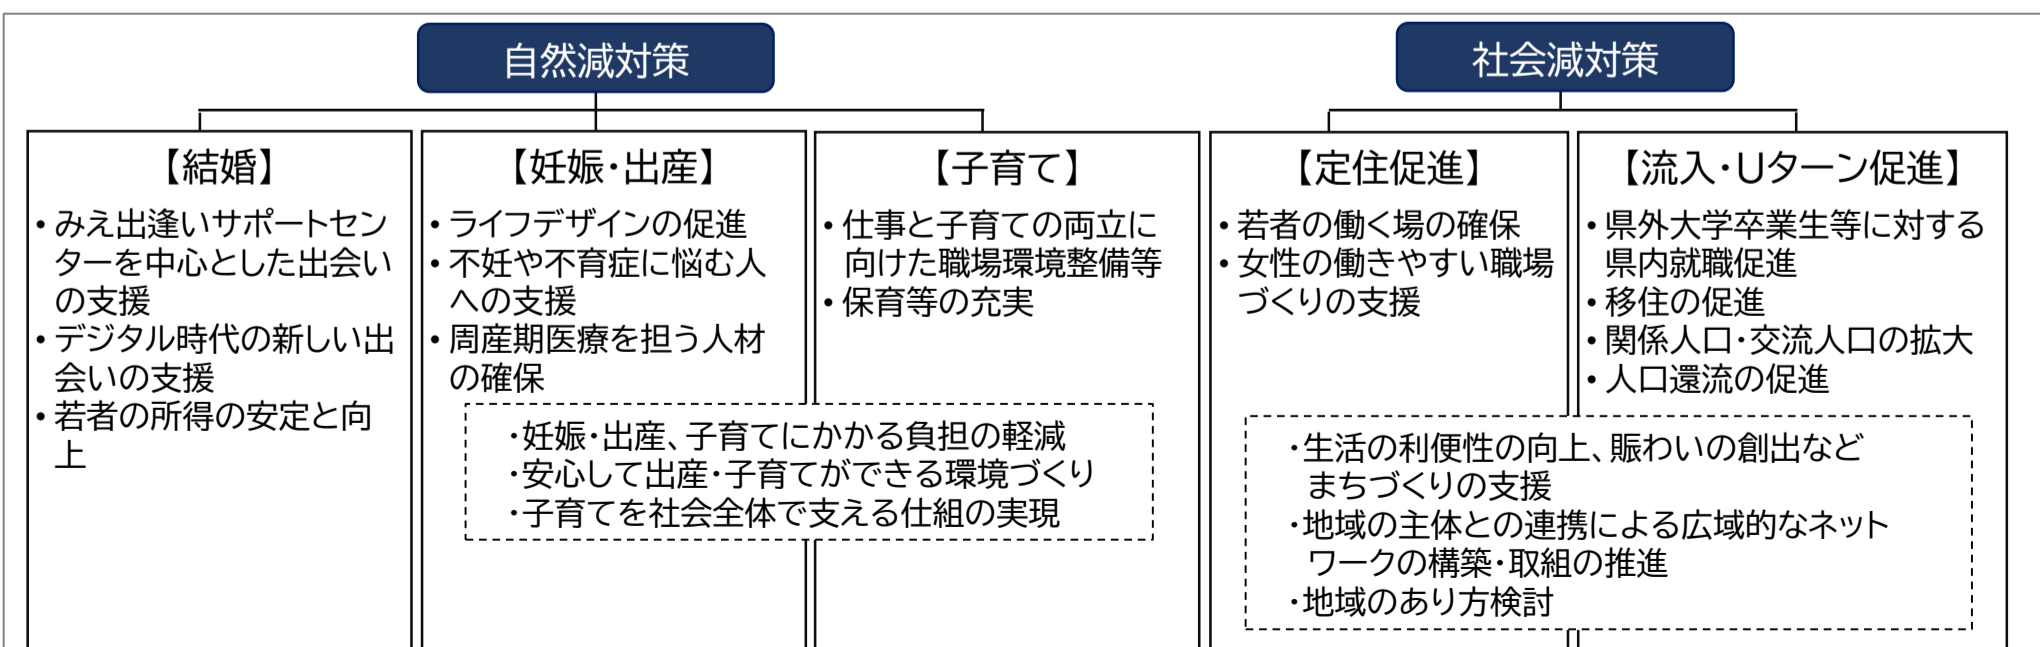 自然減対策
社会減対策
【結婚】
・みえ出逢いサポートセン
ターを中心とした出会い
の支援
・デジタル時代の新しい出
会いの支援
・若者の所得の安定と向
上
【妊娠・出産】
・ライフデザインの促進
・不妊や不育症に悩む人
への支援
・周産期医療を担う人材
の確保
【子育て】
・仕事と子育ての両立に
向けた職場環境整備等
・保育等の充実
・妊娠・出産、子育てにかかる負担の軽減
・安心して出産・子育てができる環境づくり
・子育てを社会全体で支える仕組の実現
【定住促進】
・若者の働く場の確保
・女性の働きやすい職場
づくりの支援
【流入・Uターン促進】
・県外大学卒業生等に対する
県内就職促進
・移住の促進
・関係人口・交流人口の拡大
・人口還流の促進
・生活の利便性の向上、賑わいの創出など
まちづくりの支援
・地域の主体との連携による広域的なネット
ワークの構築・取組の推進
・地域のあり方検討